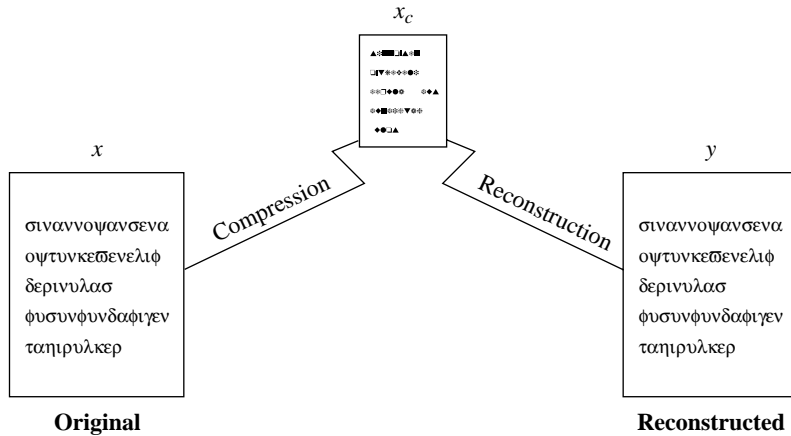 x_c
▲❉■■❑❙▲✳■
❑❙▼✳✳❖✳●❉
❉✳❒◆●❁ ❉◆▲
❉◆■❉❉❉▼❁❉
◆●❑▲
x
y
Compression
Reconstruction
σιναννοψανσενα
οψτυνκεϖενελιφ
δερινυλασ
φυσυνφυνδαφιγεν
ταηιρυλκερ
σιναννοψανσενα
οψτυνκεϖενελιφ
δερινυλασ
φυσυνφυνδαφιγεν
ταηιρυλκερ
Original
Reconstructed